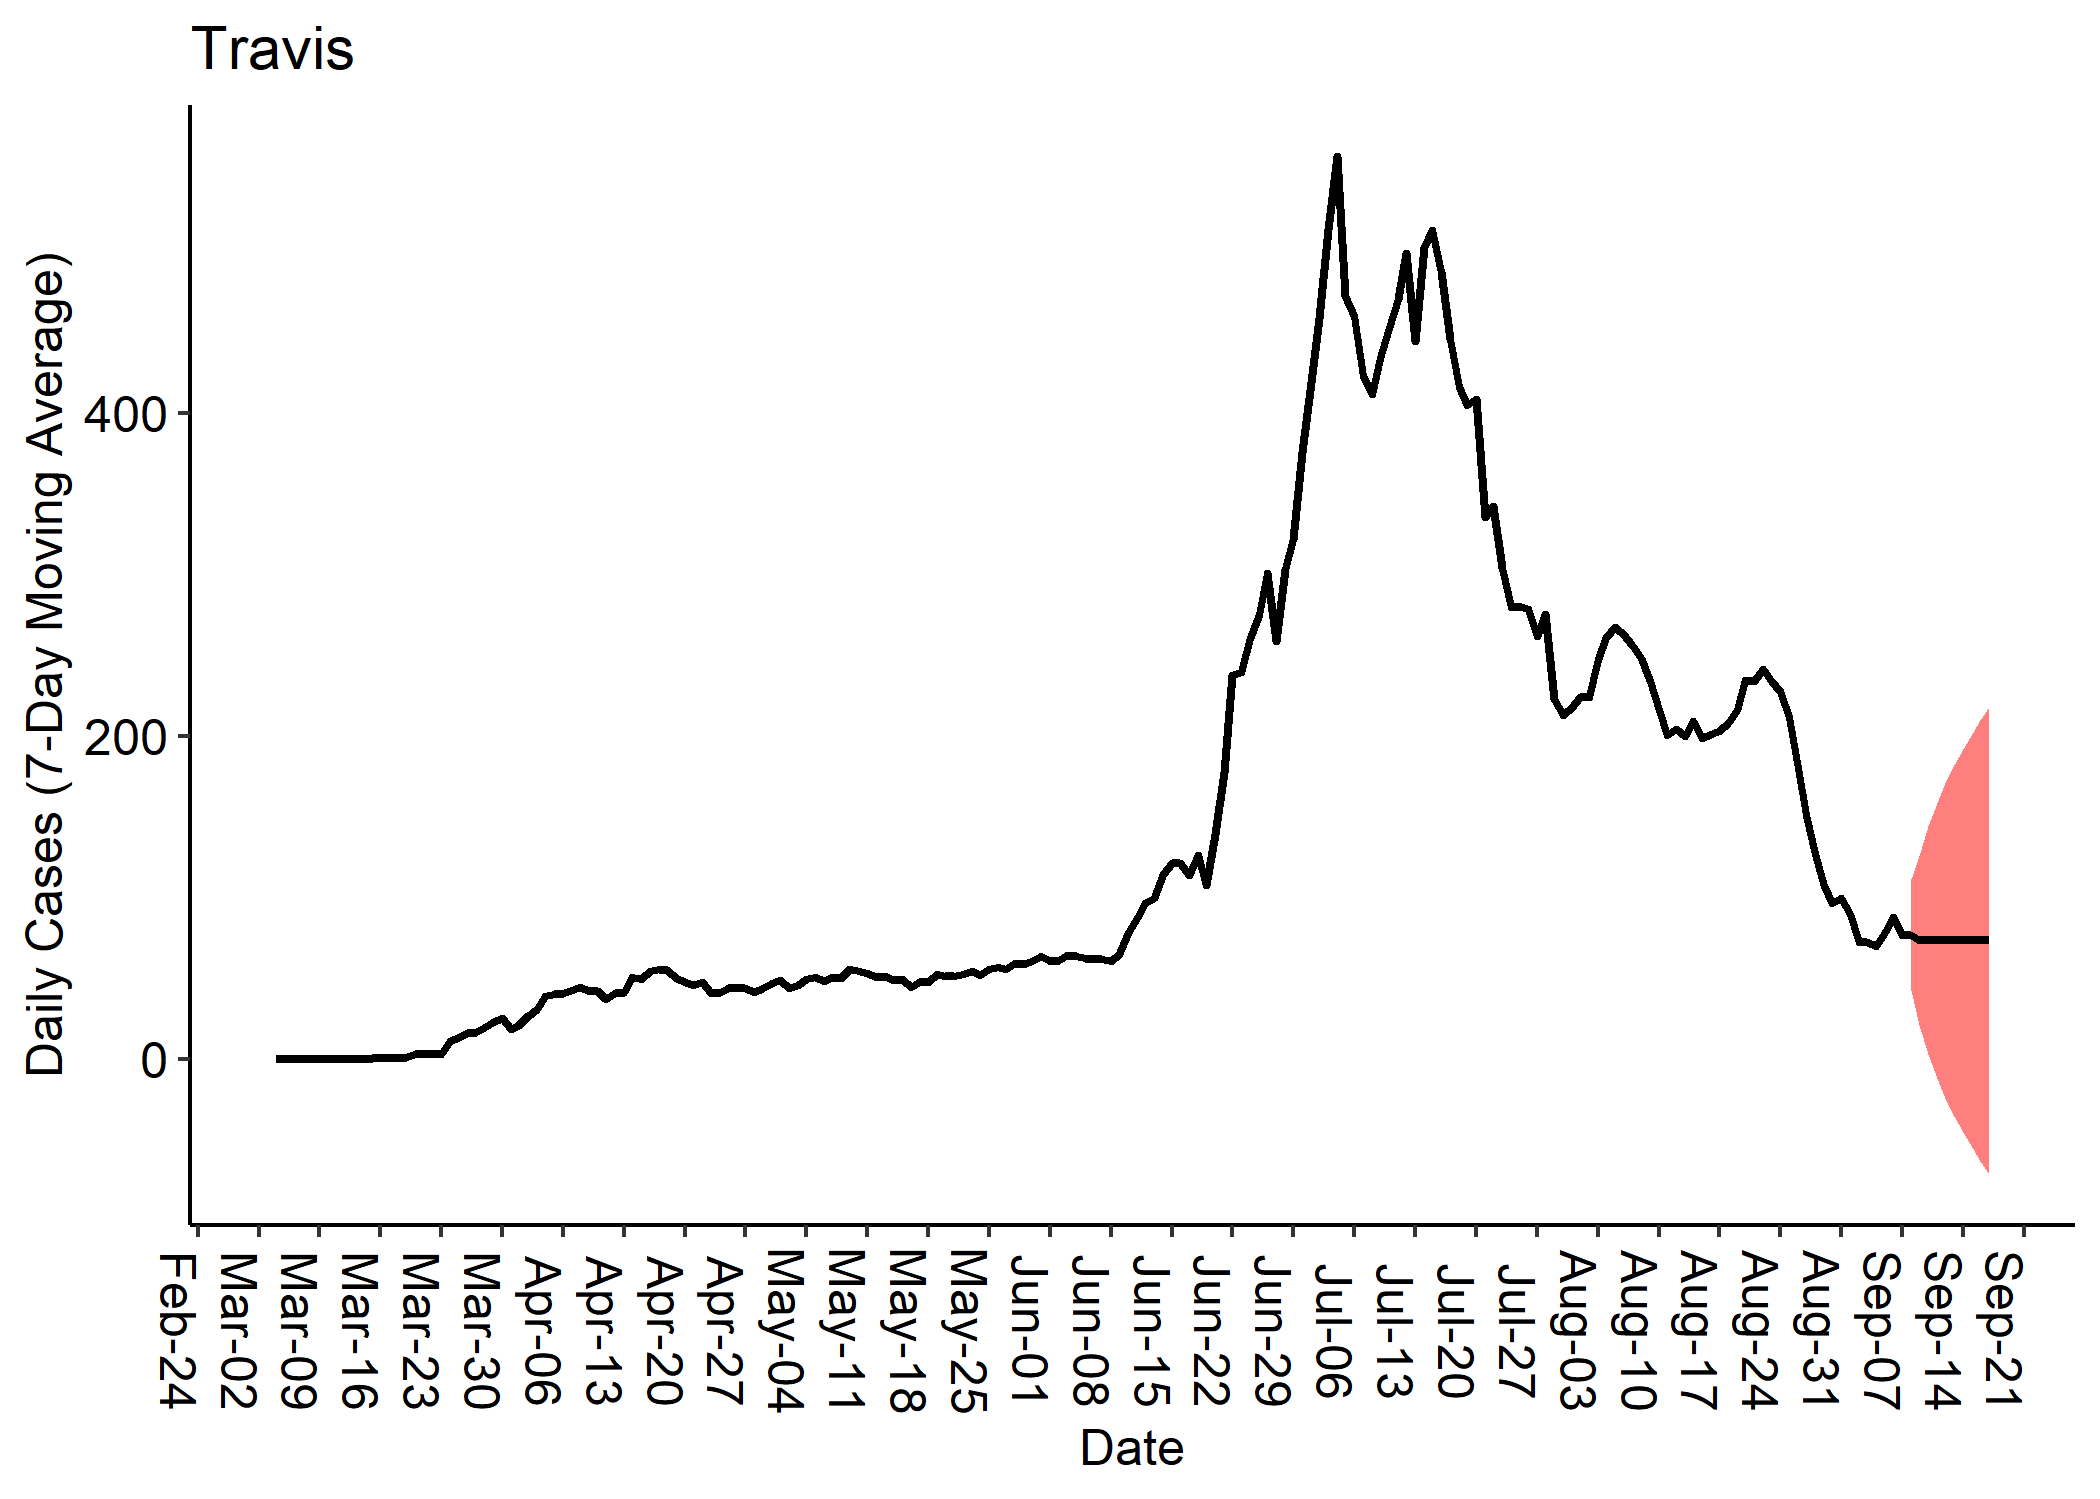 Travis
Daily Cases (7-Day Moving Average)
400
200
0
Feb-24
Mar-02
Mar-09
Mar-16
Mar-23
Mar-30
Apr-06
Apr-13
Apr-20
Apr-27
May-04
May-11
May-18
May-25
Jun-01
Jun-08
Jun-15
Jun-22
Jun-29
Jul-06
Jul-13
Jul-20
Jul-27
Aug-03
Aug-10
Aug-17
Aug-24
Aug-31
Sep-07
Sep-14
Sep-21
Date